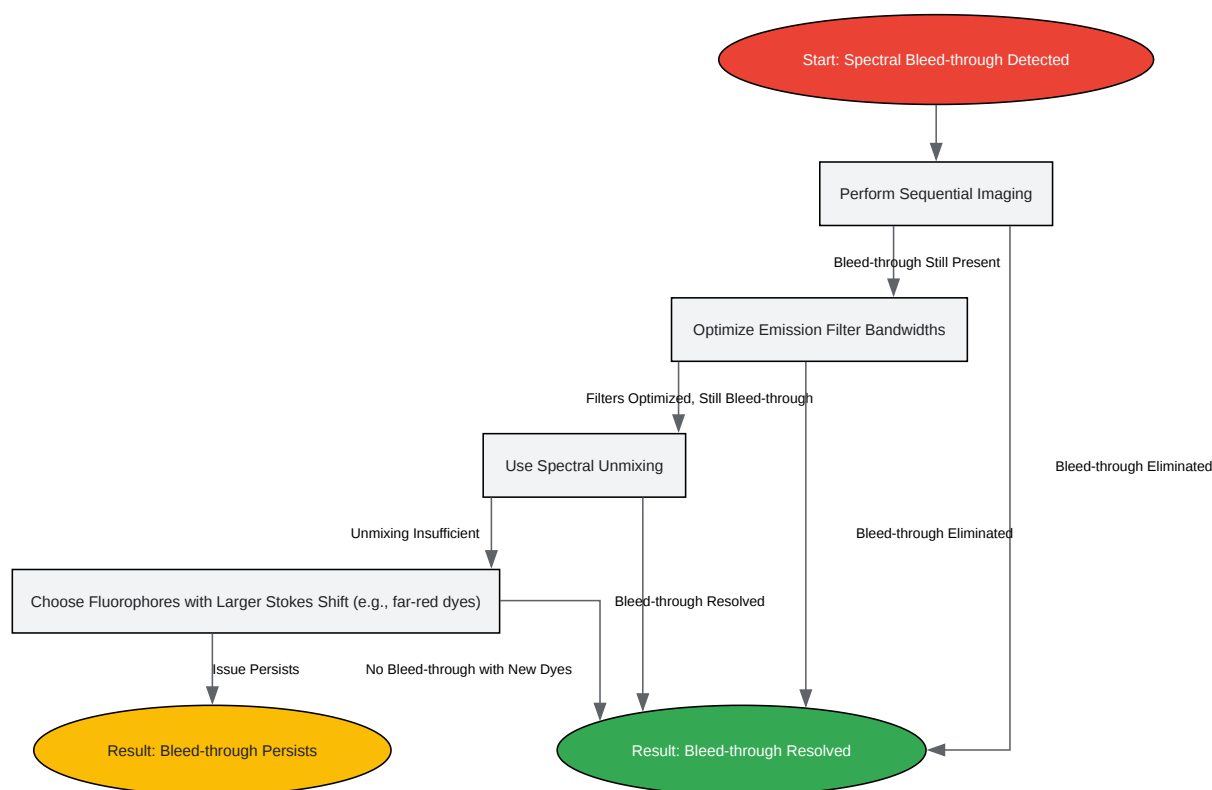 Start: Spectral Bleed-through Detected
Perform Sequential Imaging
Bleed-through Still Present
Optimize Emission Filter Bandwidths
Filters Optimized, Still Bleed-through
Use Spectral Unmixing
Bleed-through Eliminated
Unmixing Insufficient
Bleed-through Eliminated
Choose Fluorophores with Larger Stokes Shift (e.g., far-red dyes)
Bleed-through Resolved
Issue Persists
No Bleed-through with New Dyes
Result: Bleed-through Persists
Result: Bleed-through Resolved